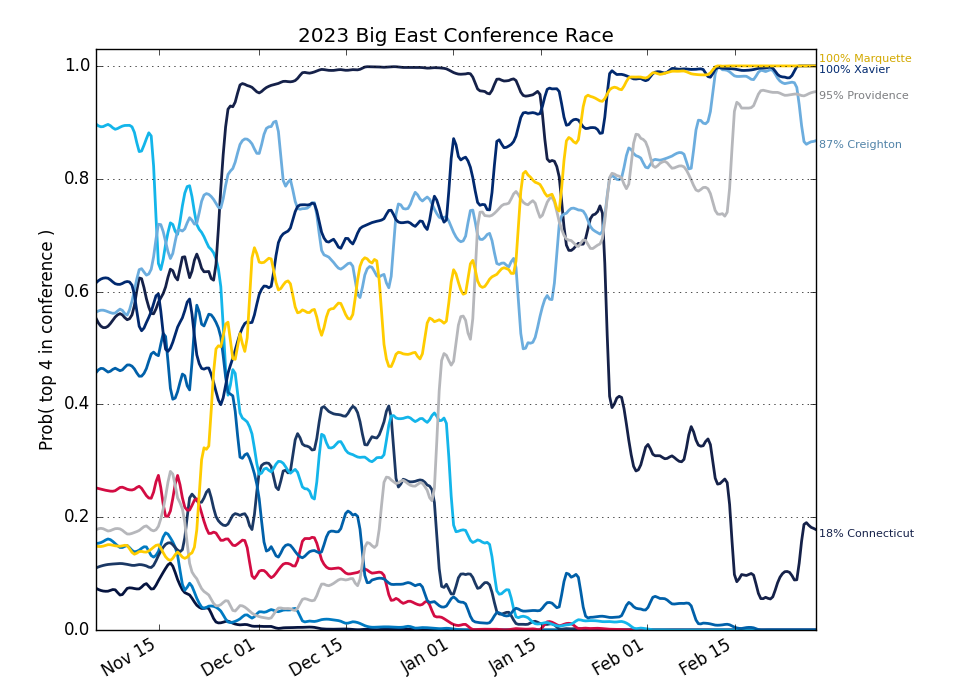 2023 Big East Conference Race
Prob( top 4 in conference )
1.0
0.8
0.6
0.4
0.2
0.0
Nov 15
Dec 01
Dec 15
Jan 01
Jan 15
Feb 01
Feb 15
100% Marquette
100% Xavier
95% Providence
87% Creighton
18% Connecticut